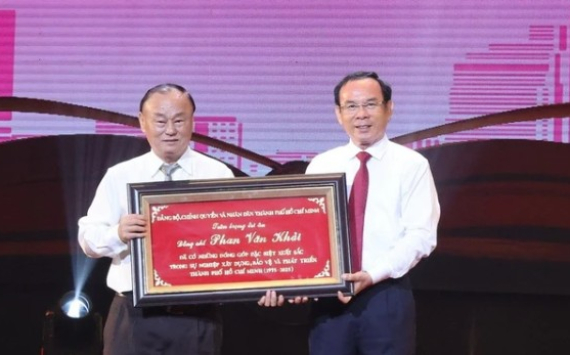 ĐẢNG BỘ, CHÍNH QUYỀN VÀ NHÂN DÂN THÀNH PHỐ HỒ CHÍ MINH
Trân trọng tri ân
Đồng chí Phan Văn Khải
ĐÃ CÓ NHỮNG ĐÓNG GÓP ĐẶC BIỆT XUẤT SẮC
TRONG SỰ NGHIỆP XÂY DỰNG, BẢO VỆ VÀ PHÁT TRIỂN
THÀNH PHỐ HỒ CHÍ MINH (1975 - 2025)